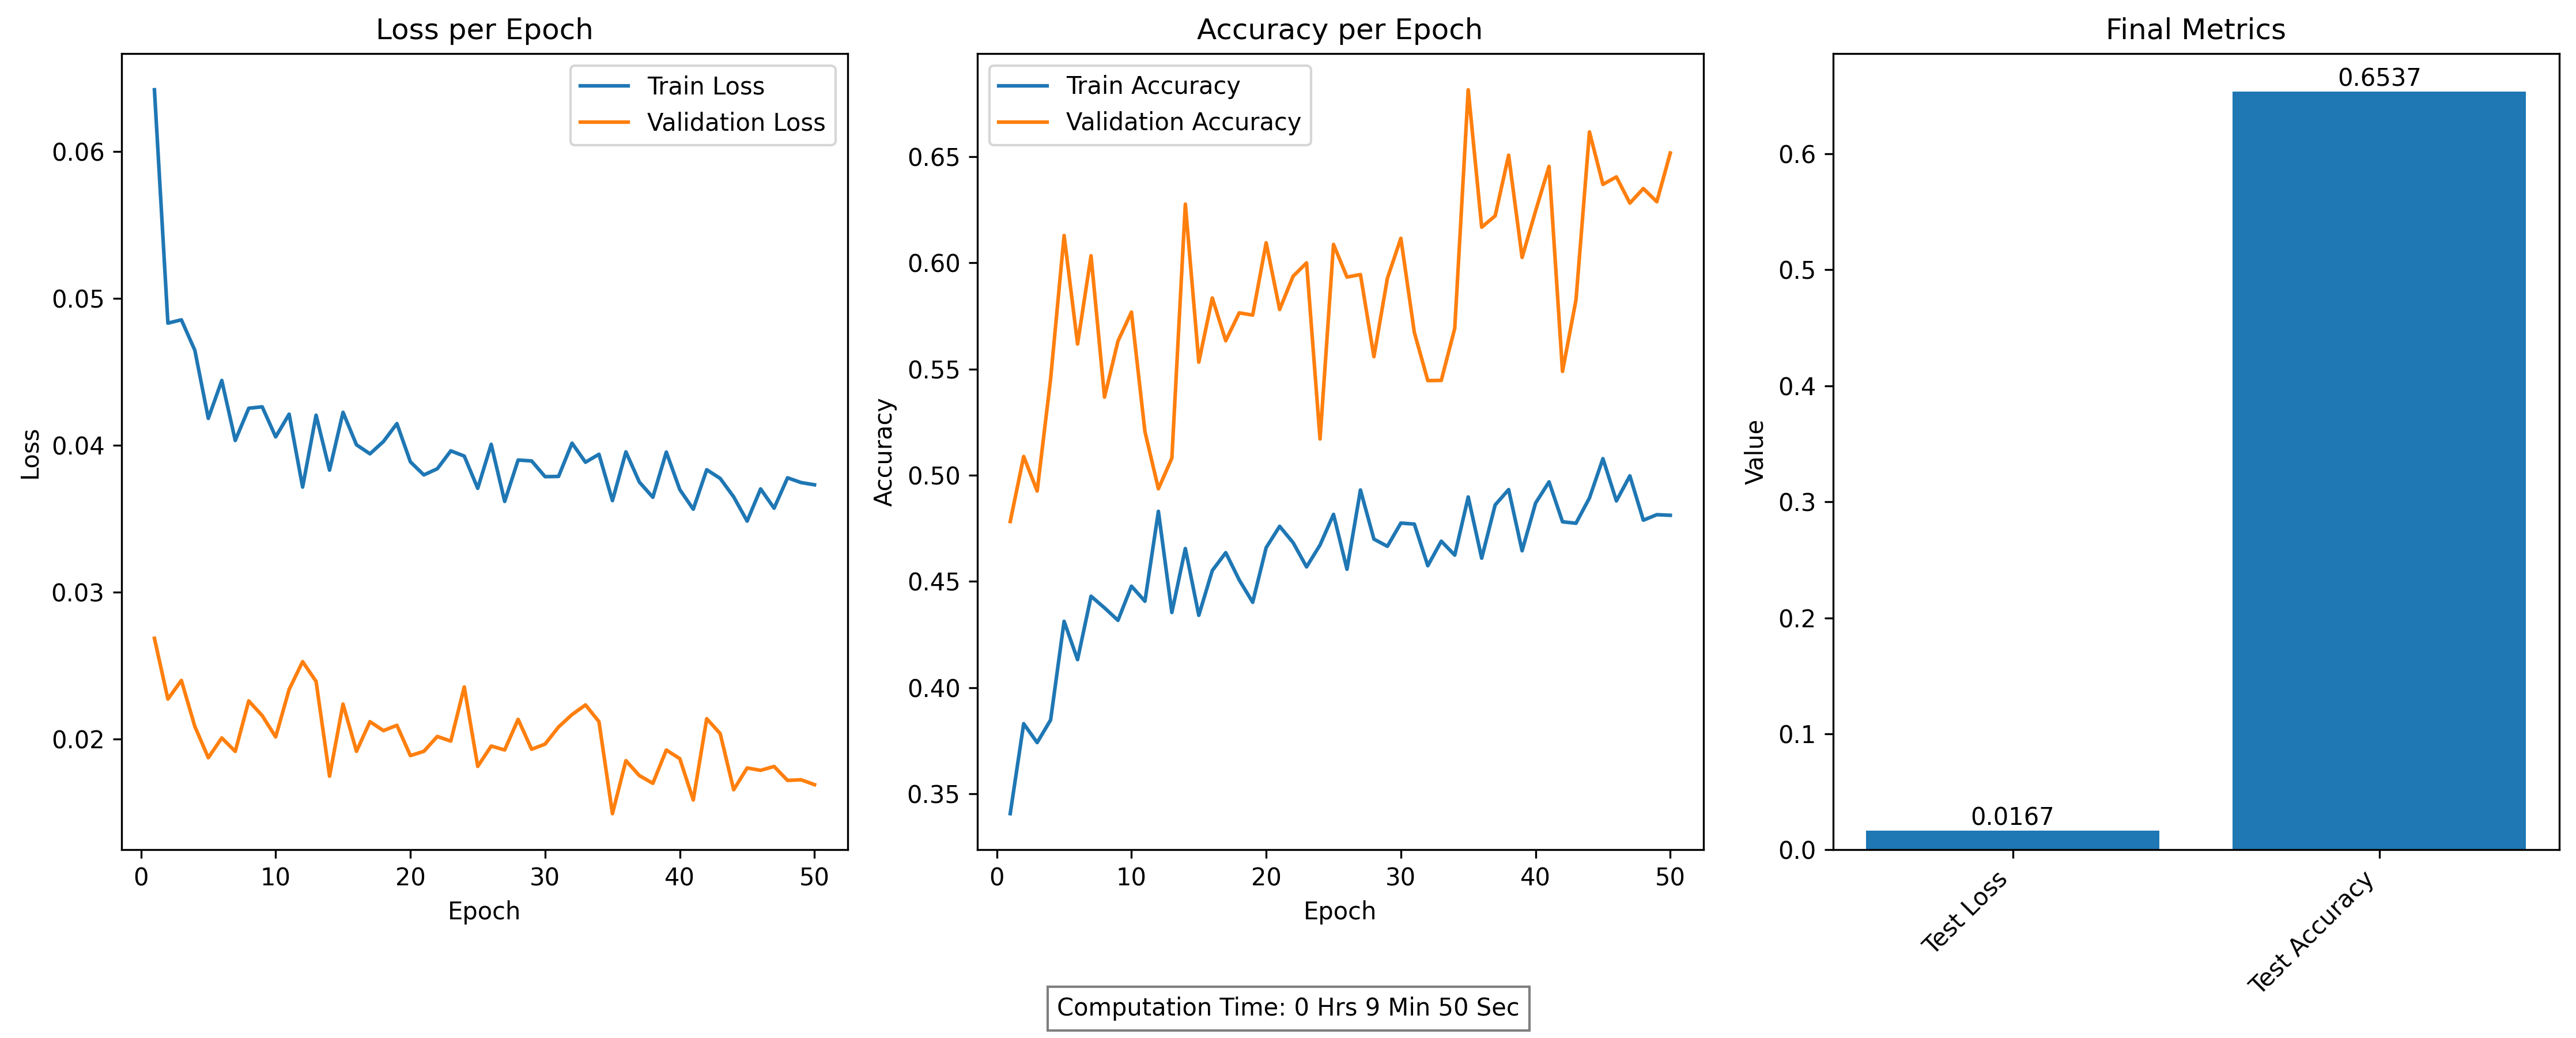 Loss per Epoch
Train Loss
Validation Loss
0.06
0.05
0.04
0.03
0.02
Loss
0
10
20
30
40
50
Epoch
Accuracy per Epoch
Train Accuracy
Validation Accuracy
0.65
0.60
0.55
0.50
0.45
0.40
0.35
Accuracy
0
10
20
30
40
50
Epoch
Final Metrics
0.6537
0.0167
0.6
0.5
0.4
0.3
0.2
0.1
0.0
Value
Test Loss
Test Accuracy
Computation Time: 0 Hrs 9 Min 50 Sec